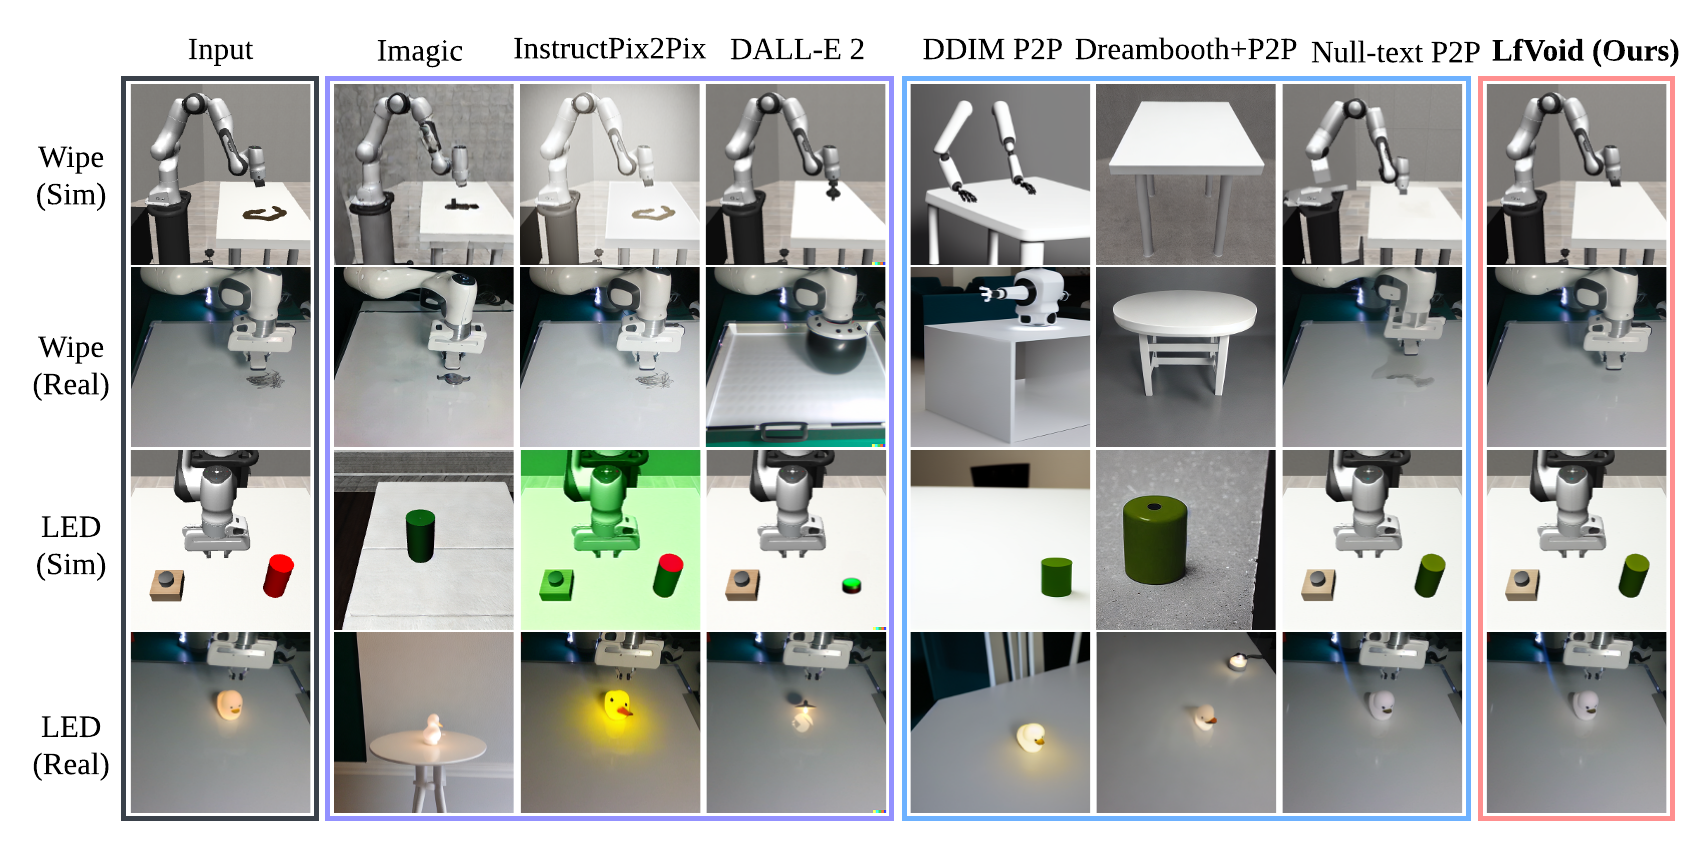 Input
Imagic
InstructPix2Pix
DALL-E 2
DDIM P2P
Dreambooth+P2P
Null-text P2P
LfVoid (Ours)
Wipe
(Sim)
Wipe
(Real)
LED
(Sim)
LED
(Real)